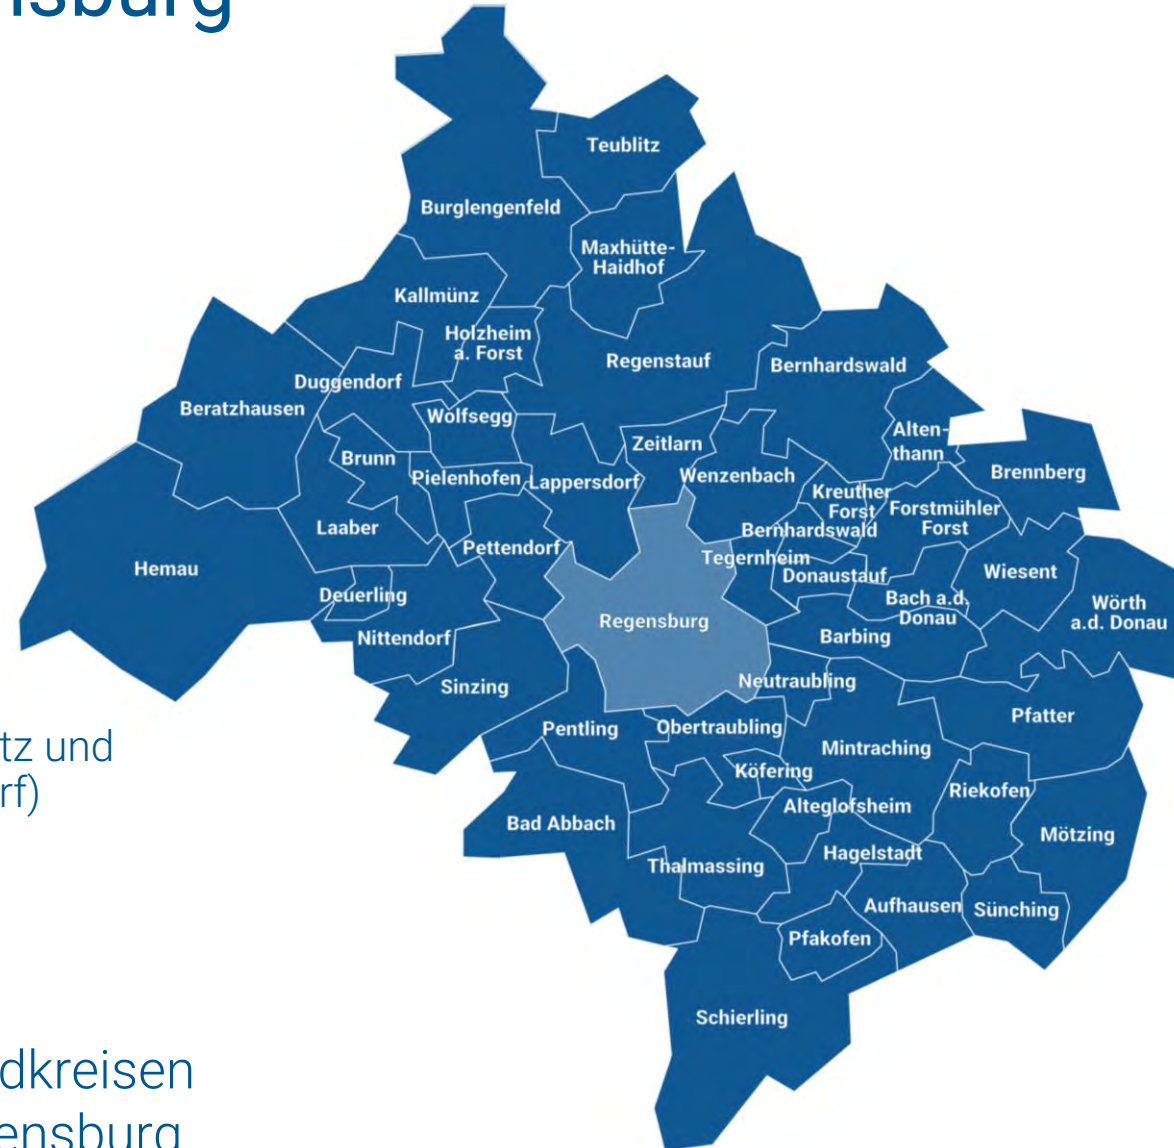 nsburg
Teublitz
Burglengenfeld
Maxhütte-
Haidhof
Kallmünz
Holzheim
a. Forst
Regenstauf
Bernhardswald
Duggendorf
Beratzhausen
Wolfsegg
Alten-
thann
Zeitlarn
Brunn
Pielenhofen
Lappersdorf
Wenzenbach
Brennberg
Kreuther
Forst
Forstmühler
Forst
Laaber
Bernhardswald
Pettendorf
Tegernheim
Hemau
Donaustauf
Wiesent
Deuerling
Bach a.d.
Donau
Wörth
a.d. Donau
Regensburg
Nittendorf
Barbing
Sinzing
Neutraubling
Pfatter
Pentling
Obertraubling
Mintraching
tz und
rf)
Köfering
Riekofen
Alteglofsheim
Bad Abbach
Mötzing
Thalmassing
Hagelstadt
Aufhausen
Sünching
Pfakofen
Schierling
dkreisen
ensburg